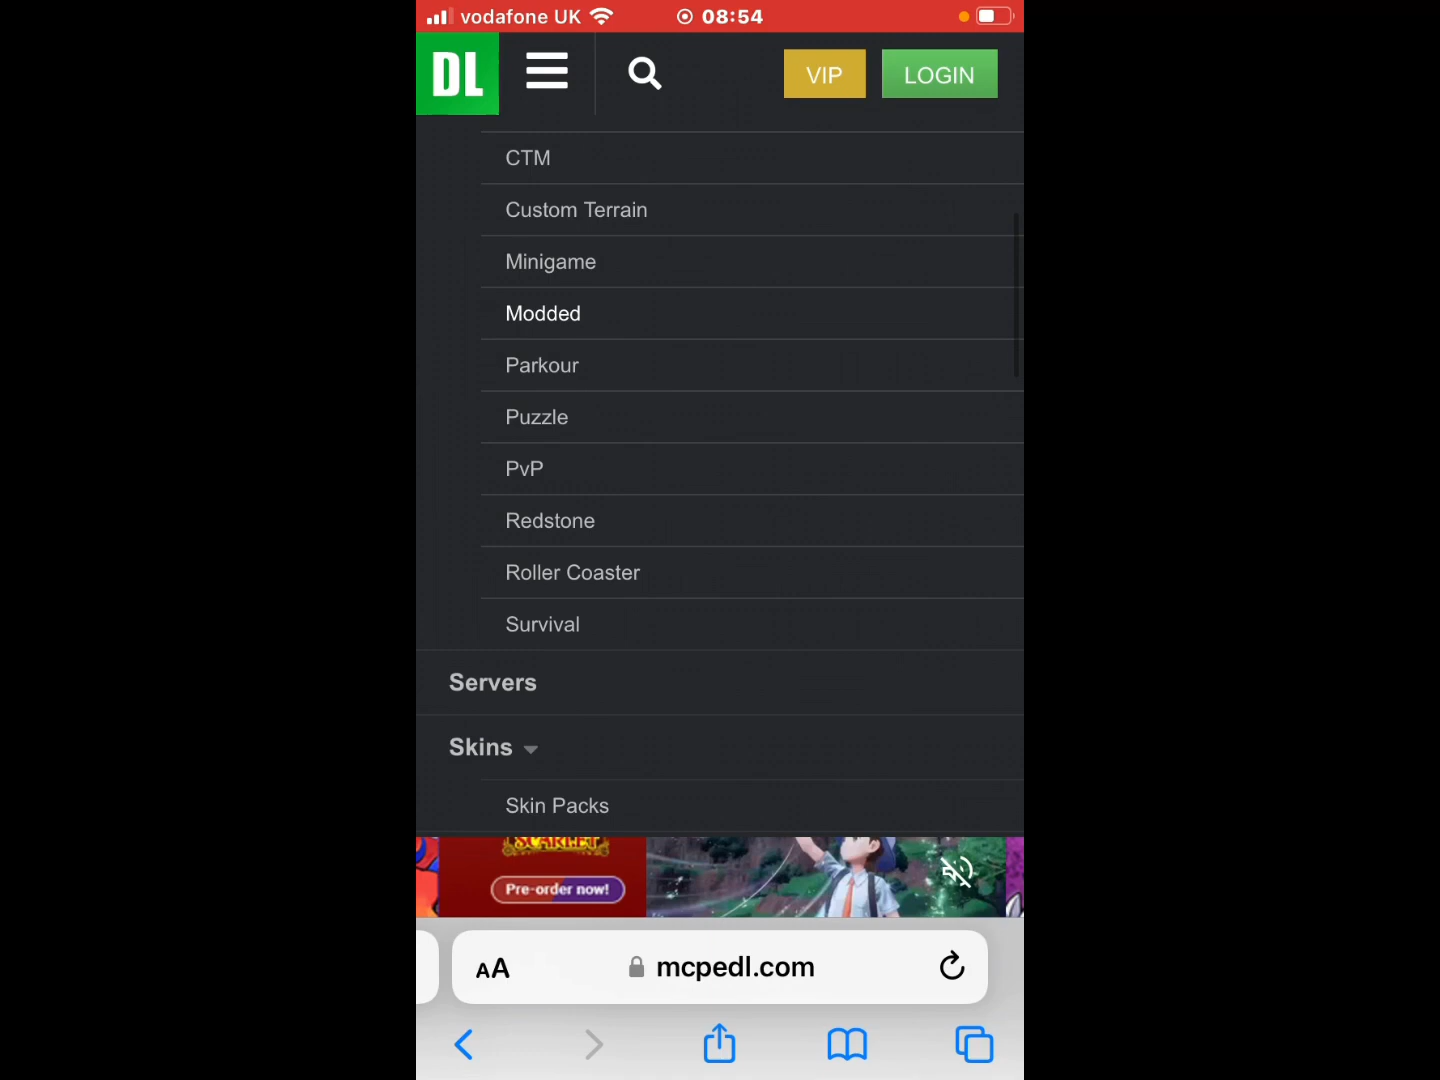 vodafone UK 08:54
DL VIP LOGIN
CTM
Custom Terrain
Minigame
Modded
Parkour
Puzzle
PvP
Redstone
Roller Coaster
Survival
Servers
Skins
Skin Packs
SCARLET
Pre-order now!
AA mcpedl.com